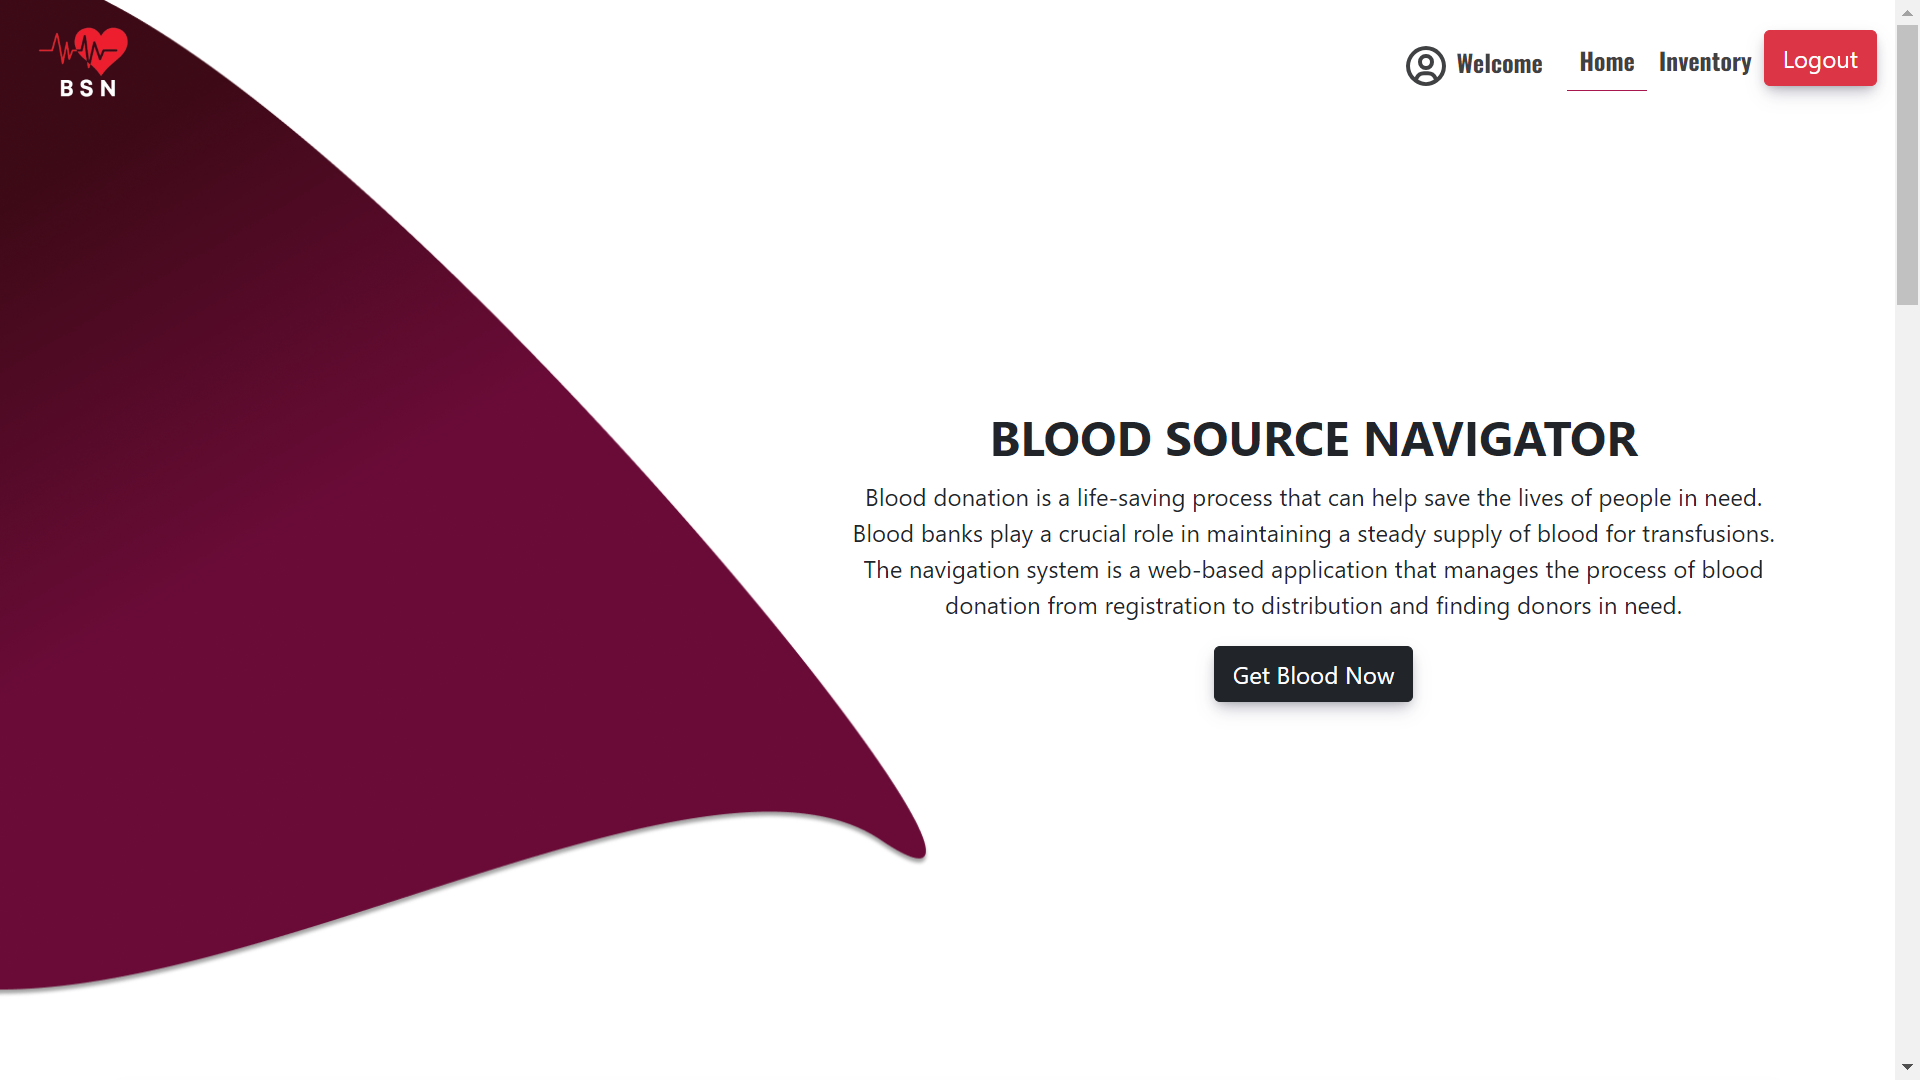 BSN
Welcome
Home
Inventory
Logout
BLOOD SOURCE NAVIGATOR
Blood donation is a life-saving process that can help save the lives of people in need.
Blood banks play a crucial role in maintaining a steady supply of blood for transfusions.
The navigation system is a web-based application that manages the process of blood
donation from registration to distribution and finding donors in need.
Get Blood Now